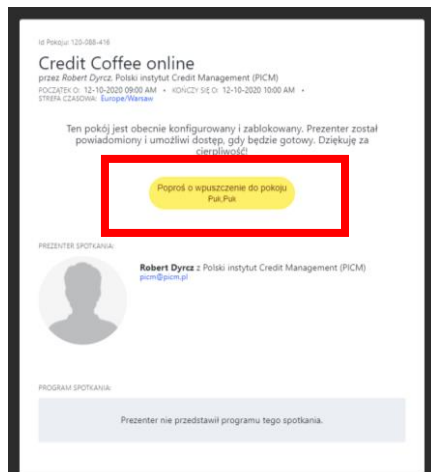 Id Pokoju: 120-088-416
Credit Coffee online
przez Robert Dyrcz. Polski instytut Credit Management (PICM)
POCZĄTEK O: 12-10-2020 09:00 AM • KOŃCZY SIĘ O: 12-10-2020 10:00 AM •
STREFA CZASOWA: Europe/Warsaw
Ten pokój jest obecnie konfigurowany i zablokowany. Prezenter został
powiadomiony i umożliwi dostęp, gdy będzie gotowy. Dziękuję za
cierpliwość!
Poproś o wpuszczenie do pokoju
Puk,Puk
PREZENTER SPOTKANIA:
Robert Dyrcz z Polski instytut Credit Management (PICM)
picm@picm.pl
PROGRAM SPOTKANIA:
Prezenter nie przedstawił programu tego spotkania.